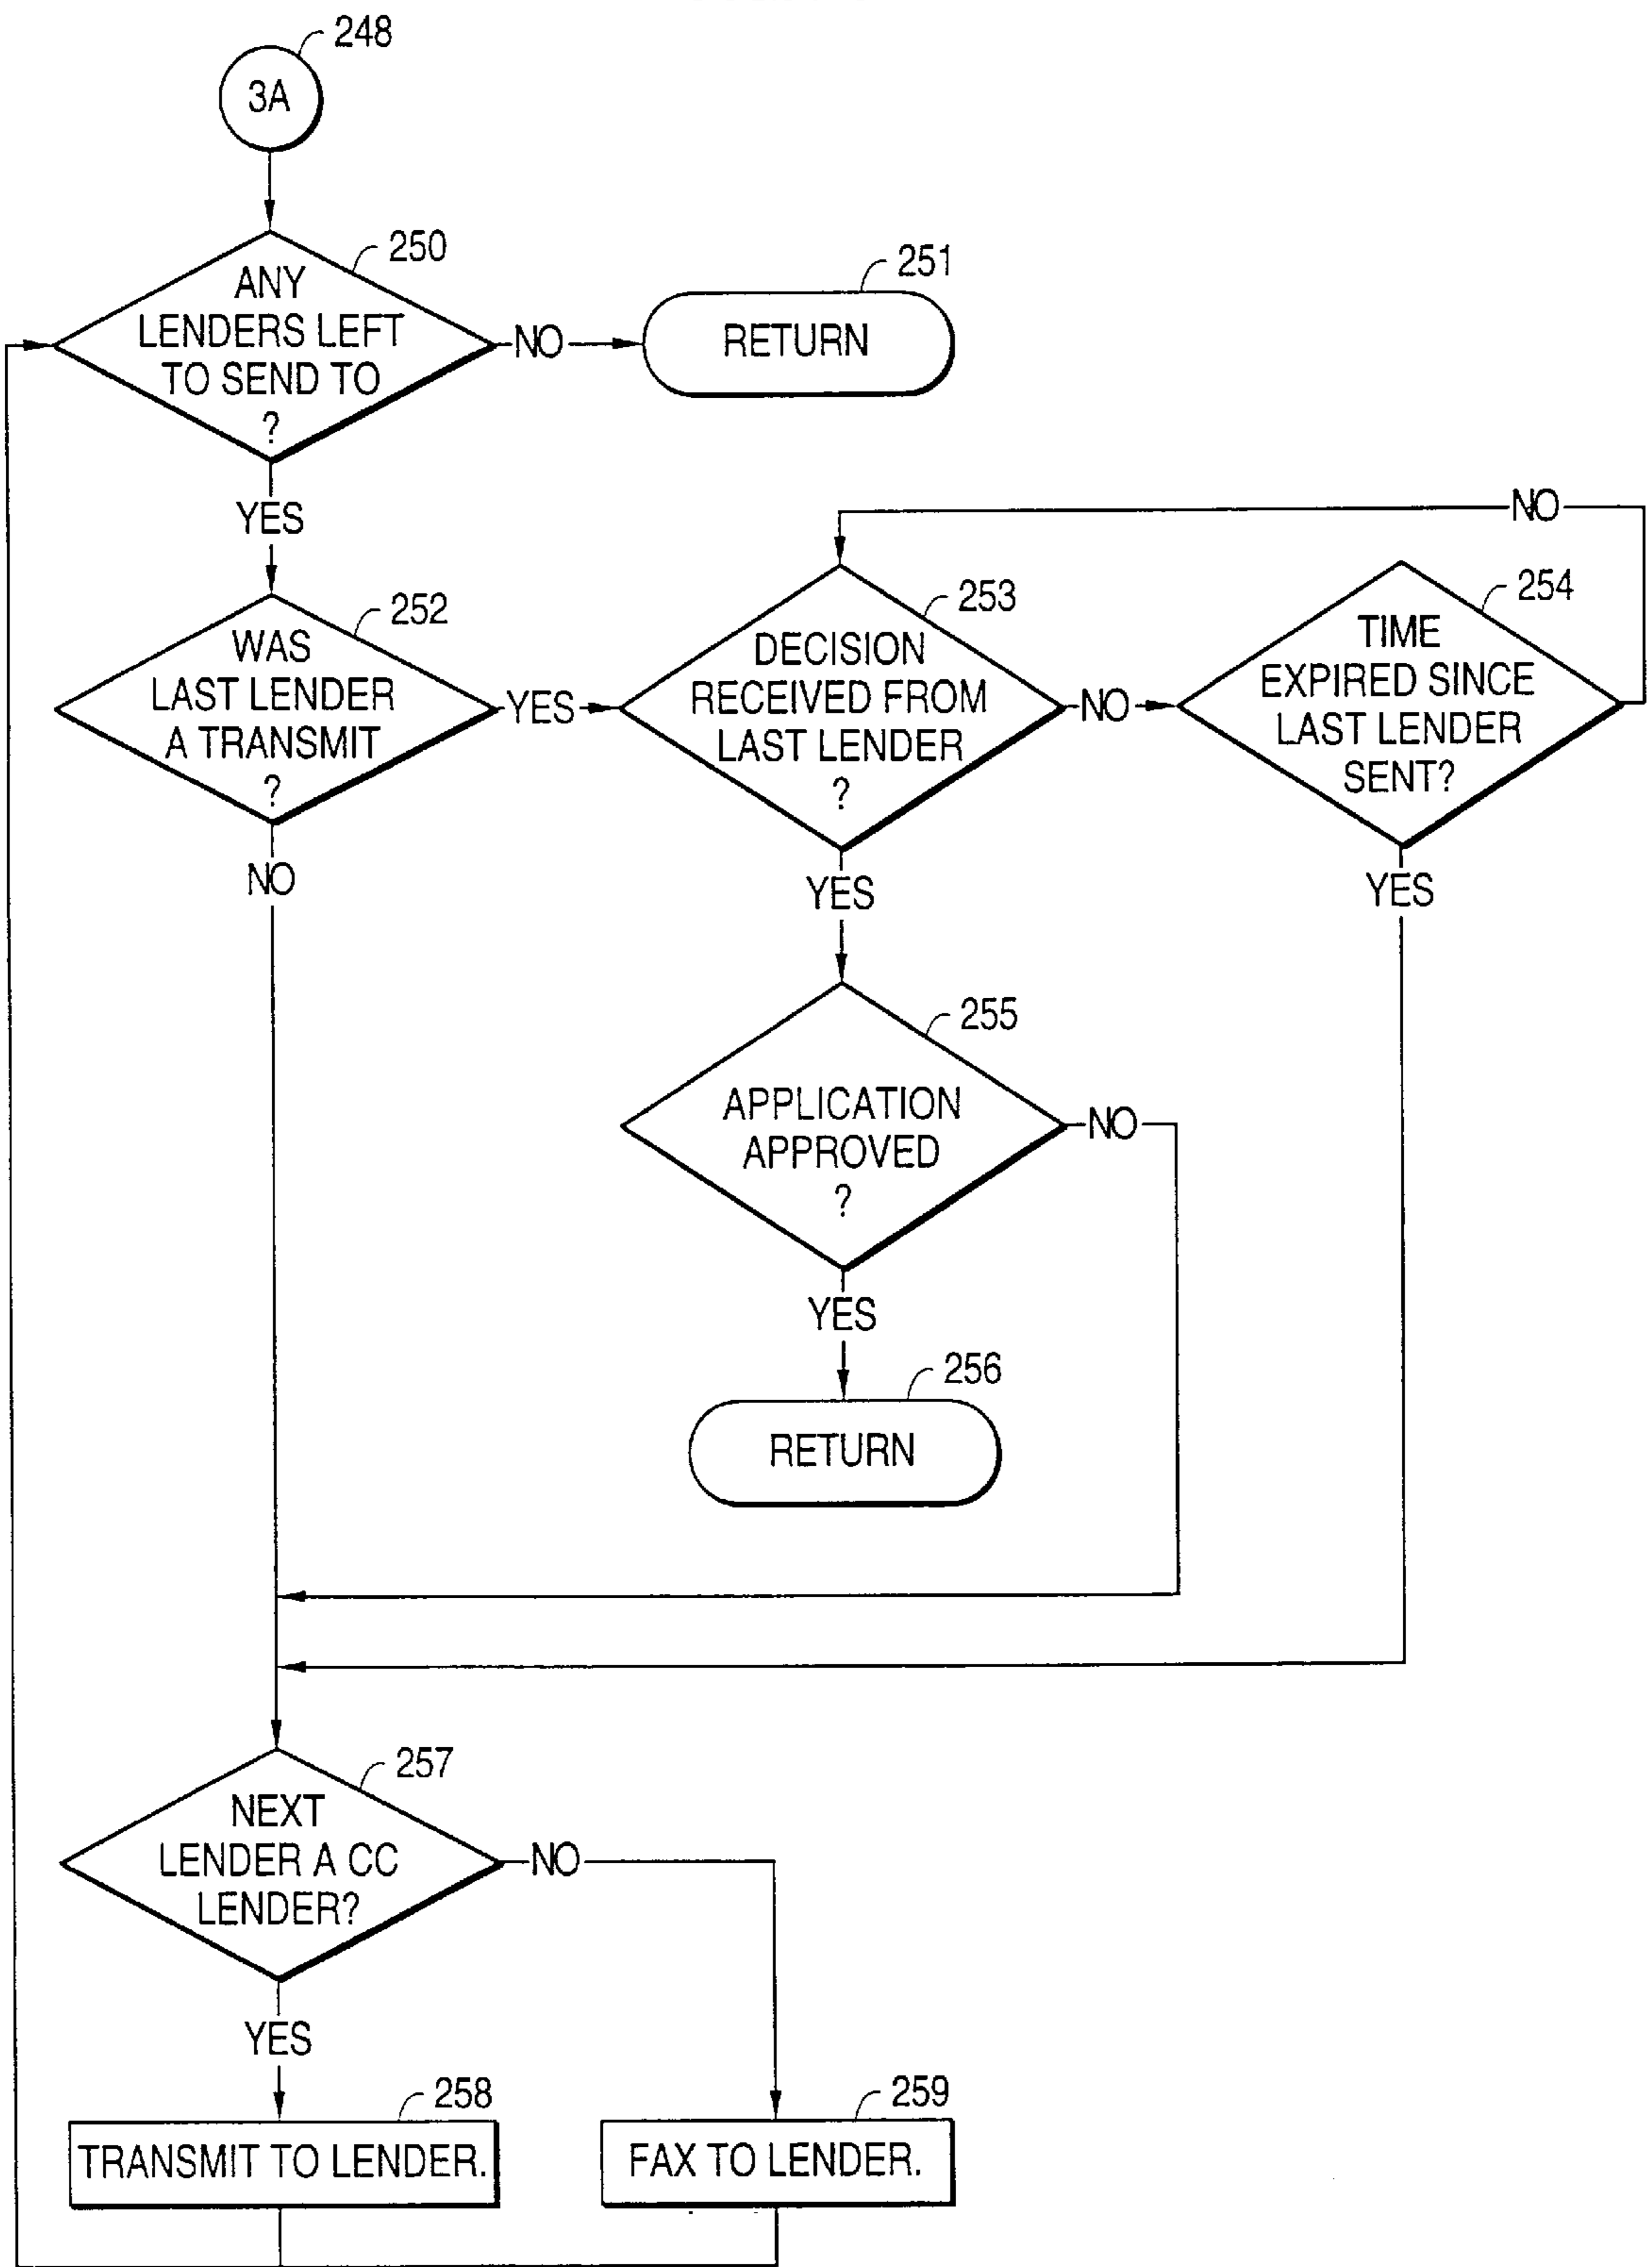 248
3A
250
ANY
LENDERS LEFT
TO SEND TO
?
NO
251
RETURN
YES
NO
252
WAS
LAST LENDER
A TRANSMIT
?
YES
253
DECISION
RECEIVED FROM
LAST LENDER
?
NO
254
TIME
EXPIRED SINCE
LAST LENDER
SENT?
NO
YES
YES
255
APPLICATION
APPROVED
?
NO
YES
256
RETURN
257
NEXT
LENDER A CC
LENDER?
NO
YES
258
TRANSMIT TO LENDER.
259
FAX TO LENDER.